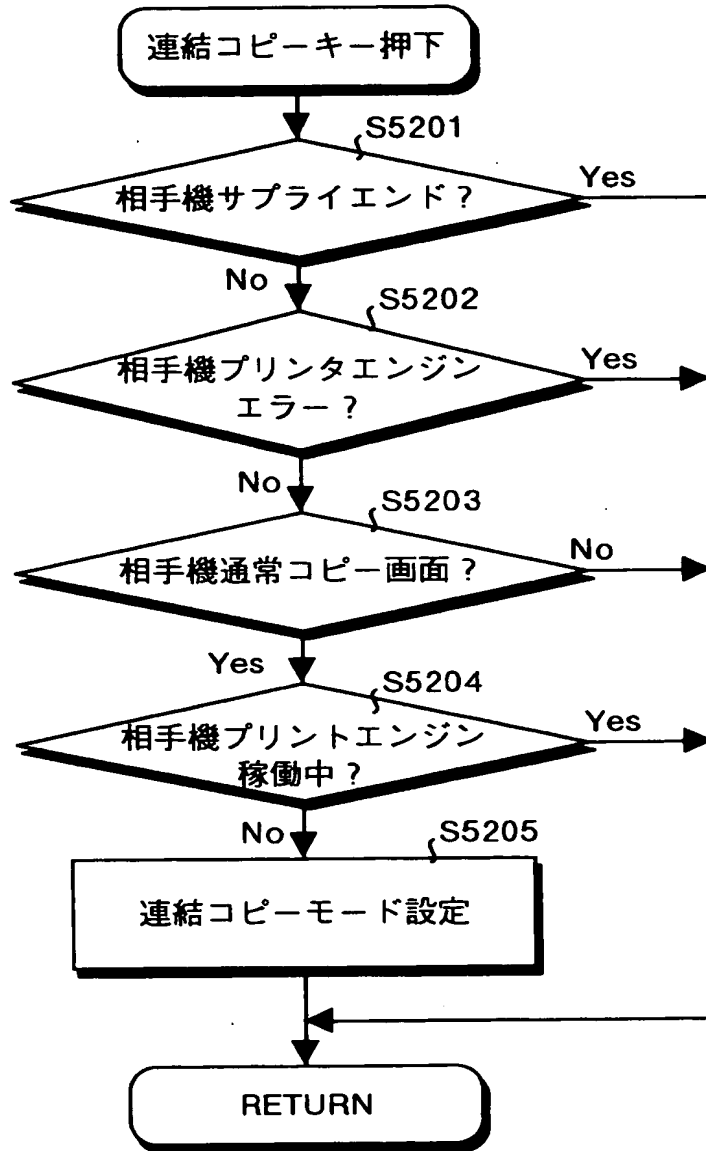 連結コピーキー押下
S5201
相手機サプライエンド？
Yes
No
S5202
相手機プリンタエンジン
エラー？
Yes
No
S5203
相手機通常コピー画面？
No
Yes
S5204
相手機プリントエンジン
稼働中？
Yes
No
S5205
連結コピーモード設定
RETURN